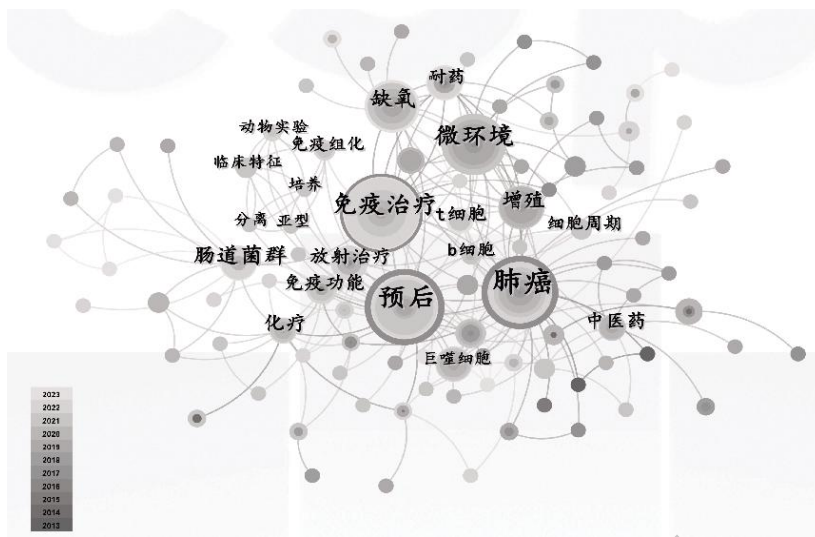 耐药
缺氧
动物实验
微环境
免疫组化
临床特征
培养
免疫治疗
t细胞
增殖
分离
亚型
细胞周期
肠道菌群
放射治疗
b细胞
免疫功能
预后
肺癌
化疗
中医药
巨噬细胞
2023
2022
2021
2020
2019
2018
2017
2016
2015
2014
2013